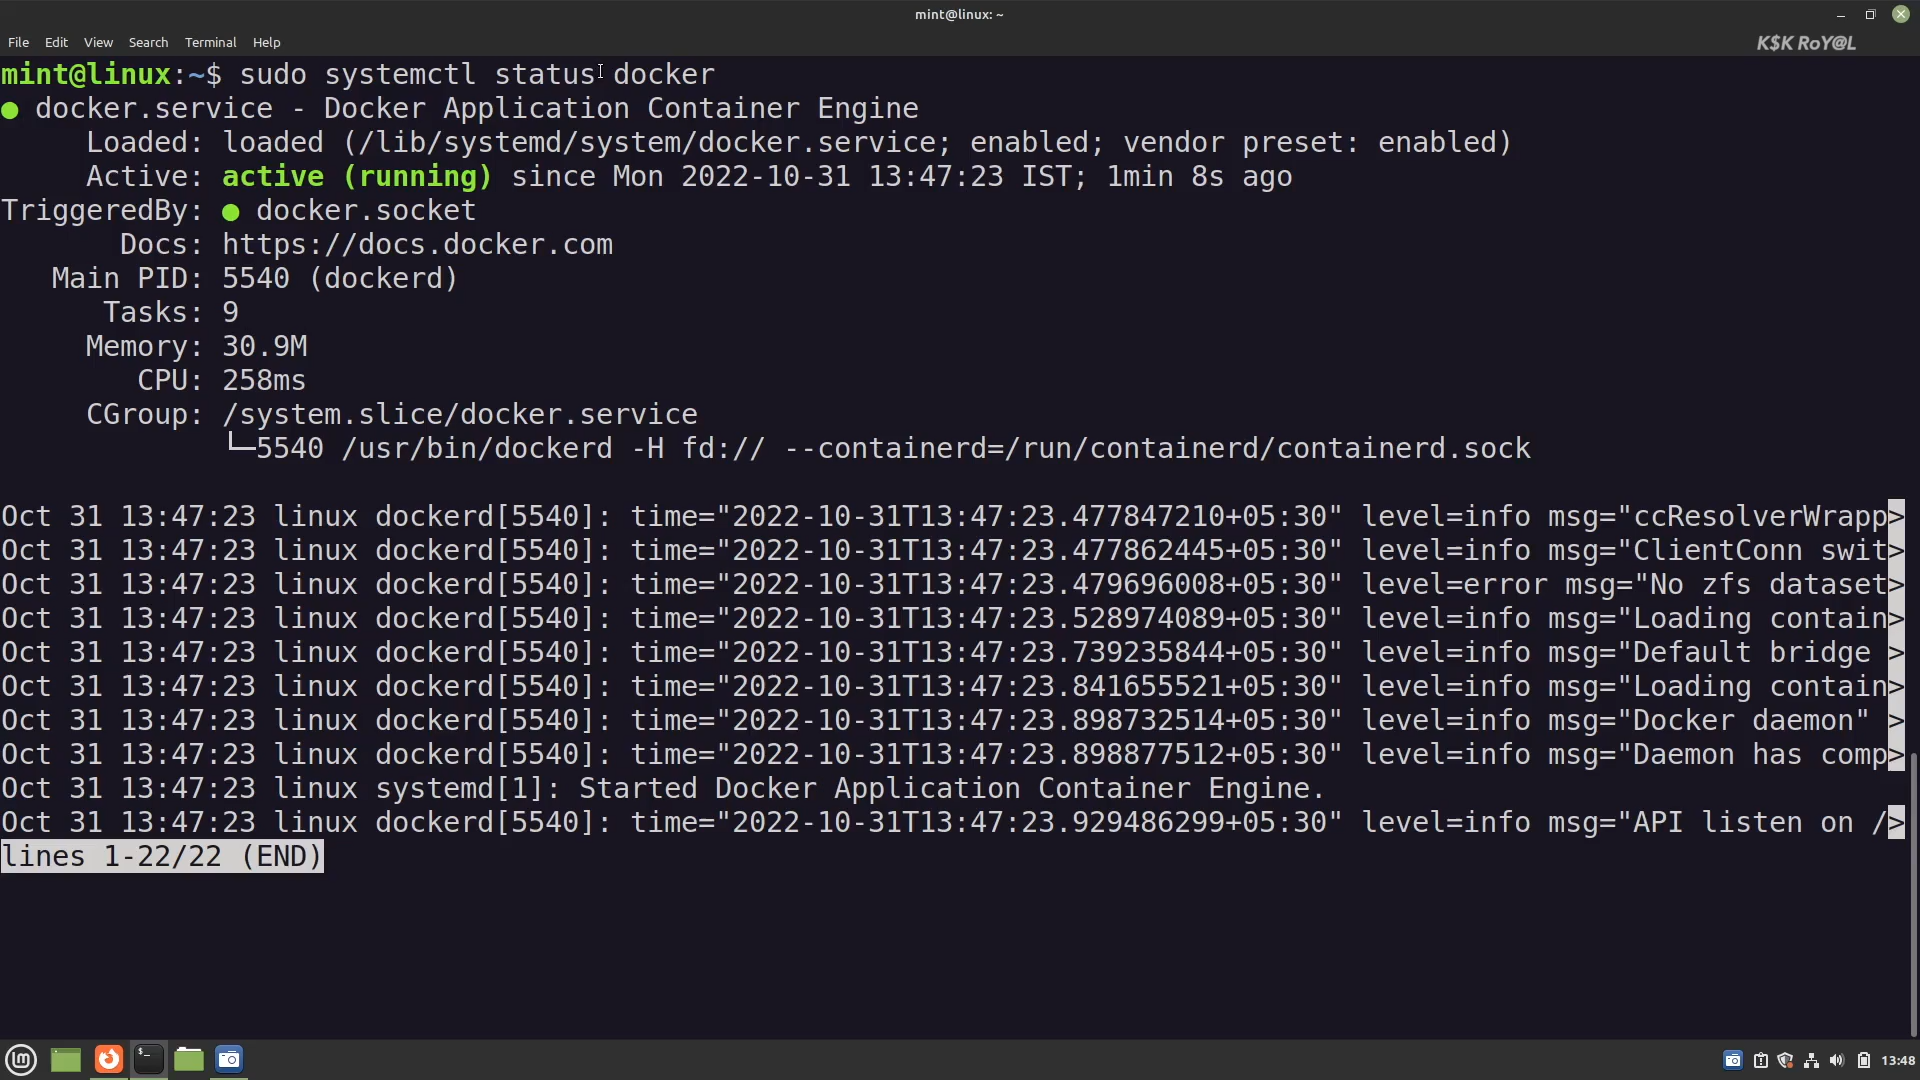 mint@linux: ~
File Edit View Search Terminal Help
K$K RoY@L
mint@linux:~$ sudo systemctl status docker
● docker.service - Docker Application Container Engine
Loaded: loaded (/lib/systemd/system/docker.service; enabled; vendor preset: enabled)
Active: active (running) since Mon 2022-10-31 13:47:23 IST; 1min 8s ago
TriggeredBy: ● docker.socket
Docs: https://docs.docker.com
Main PID: 5540 (dockerd)
Tasks: 9
Memory: 30.9M
CPU: 258ms
CGroup: /system.slice/docker.service
└─5540 /usr/bin/dockerd -H fd:// --containerd=/run/containerd/containerd.sock
Oct 31 13:47:23 linux dockerd[5540]: time="2022-10-31T13:47:23.477847210+05:30" level=info msg="ccResolverWrapp>
Oct 31 13:47:23 linux dockerd[5540]: time="2022-10-31T13:47:23.477862445+05:30" level=info msg="ClientConn swit>
Oct 31 13:47:23 linux dockerd[5540]: time="2022-10-31T13:47:23.479696008+05:30" level=error msg="No zfs dataset>
Oct 31 13:47:23 linux dockerd[5540]: time="2022-10-31T13:47:23.528974089+05:30" level=info msg="Loading contain>
Oct 31 13:47:23 linux dockerd[5540]: time="2022-10-31T13:47:23.739235844+05:30" level=info msg="Default bridge >
Oct 31 13:47:23 linux dockerd[5540]: time="2022-10-31T13:47:23.841655521+05:30" level=info msg="Loading contain>
Oct 31 13:47:23 linux dockerd[5540]: time="2022-10-31T13:47:23.898732514+05:30" level=info msg="Docker daemon" >
Oct 31 13:47:23 linux dockerd[5540]: time="2022-10-31T13:47:23.898877512+05:30" level=info msg="Daemon has comp>
Oct 31 13:47:23 linux systemd[1]: Started Docker Application Container Engine.
Oct 31 13:47:23 linux dockerd[5540]: time="2022-10-31T13:47:23.929486299+05:30" level=info msg="API listen on />
lines 1-22/22 (END)
13:48